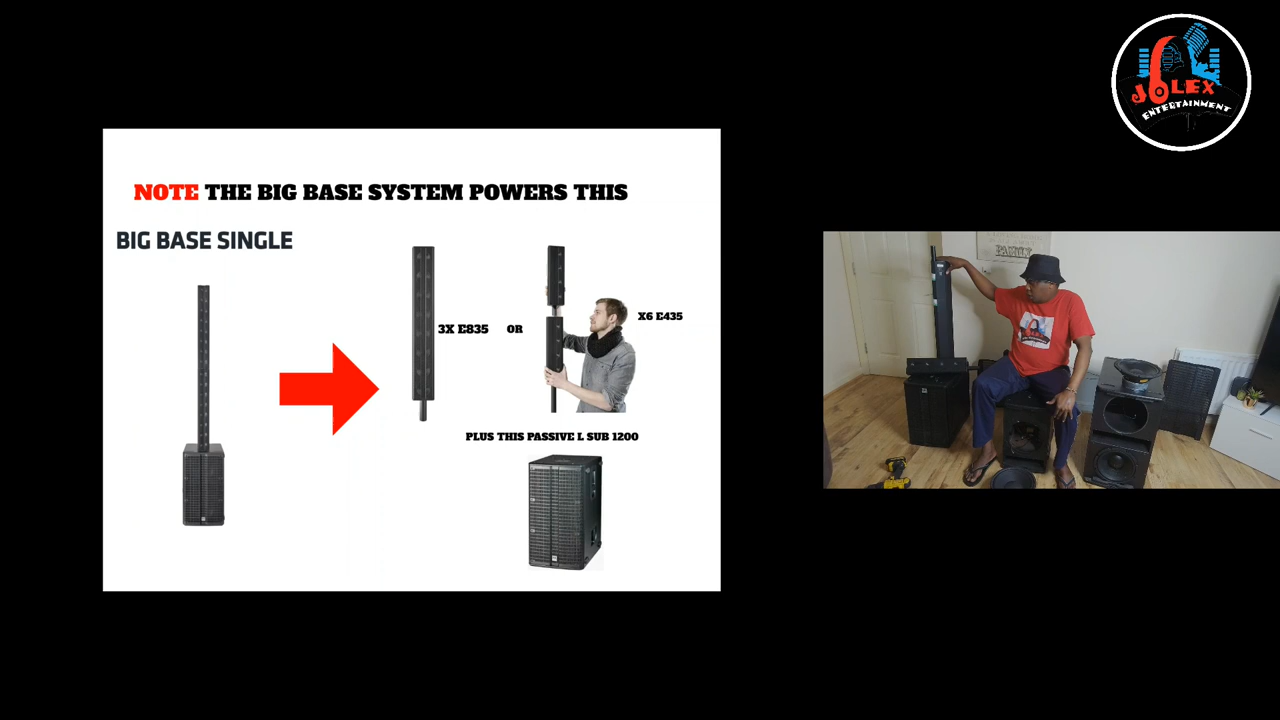 JOLEX
ENTERTAINMENT
NOTE THE BIG BASE SYSTEM POWERS THIS
BIG BASE SINGLE
3X E835 OR
X6 E435
PLUS THIS PASSIVE L SUB 1200
FAMILY